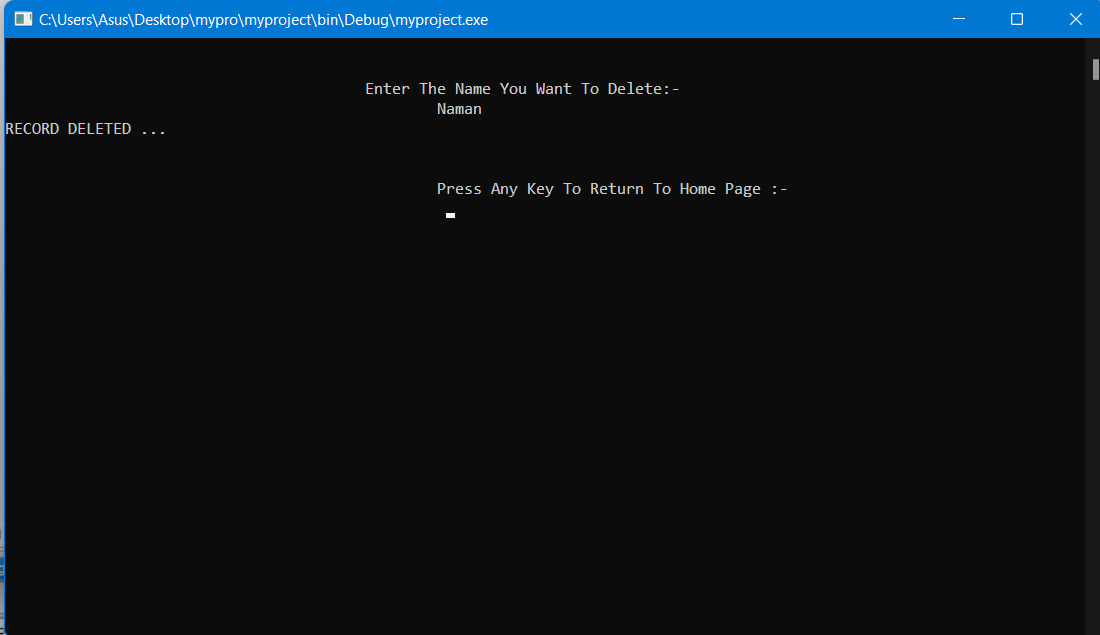 C:\Users\Asus\Desktop\mypro\myproject\bin\Debug\myproject.exe
Enter The Name You Want To Delete:-
Naman
RECORD DELETED ...
Press Any Key To Return To Home Page :-